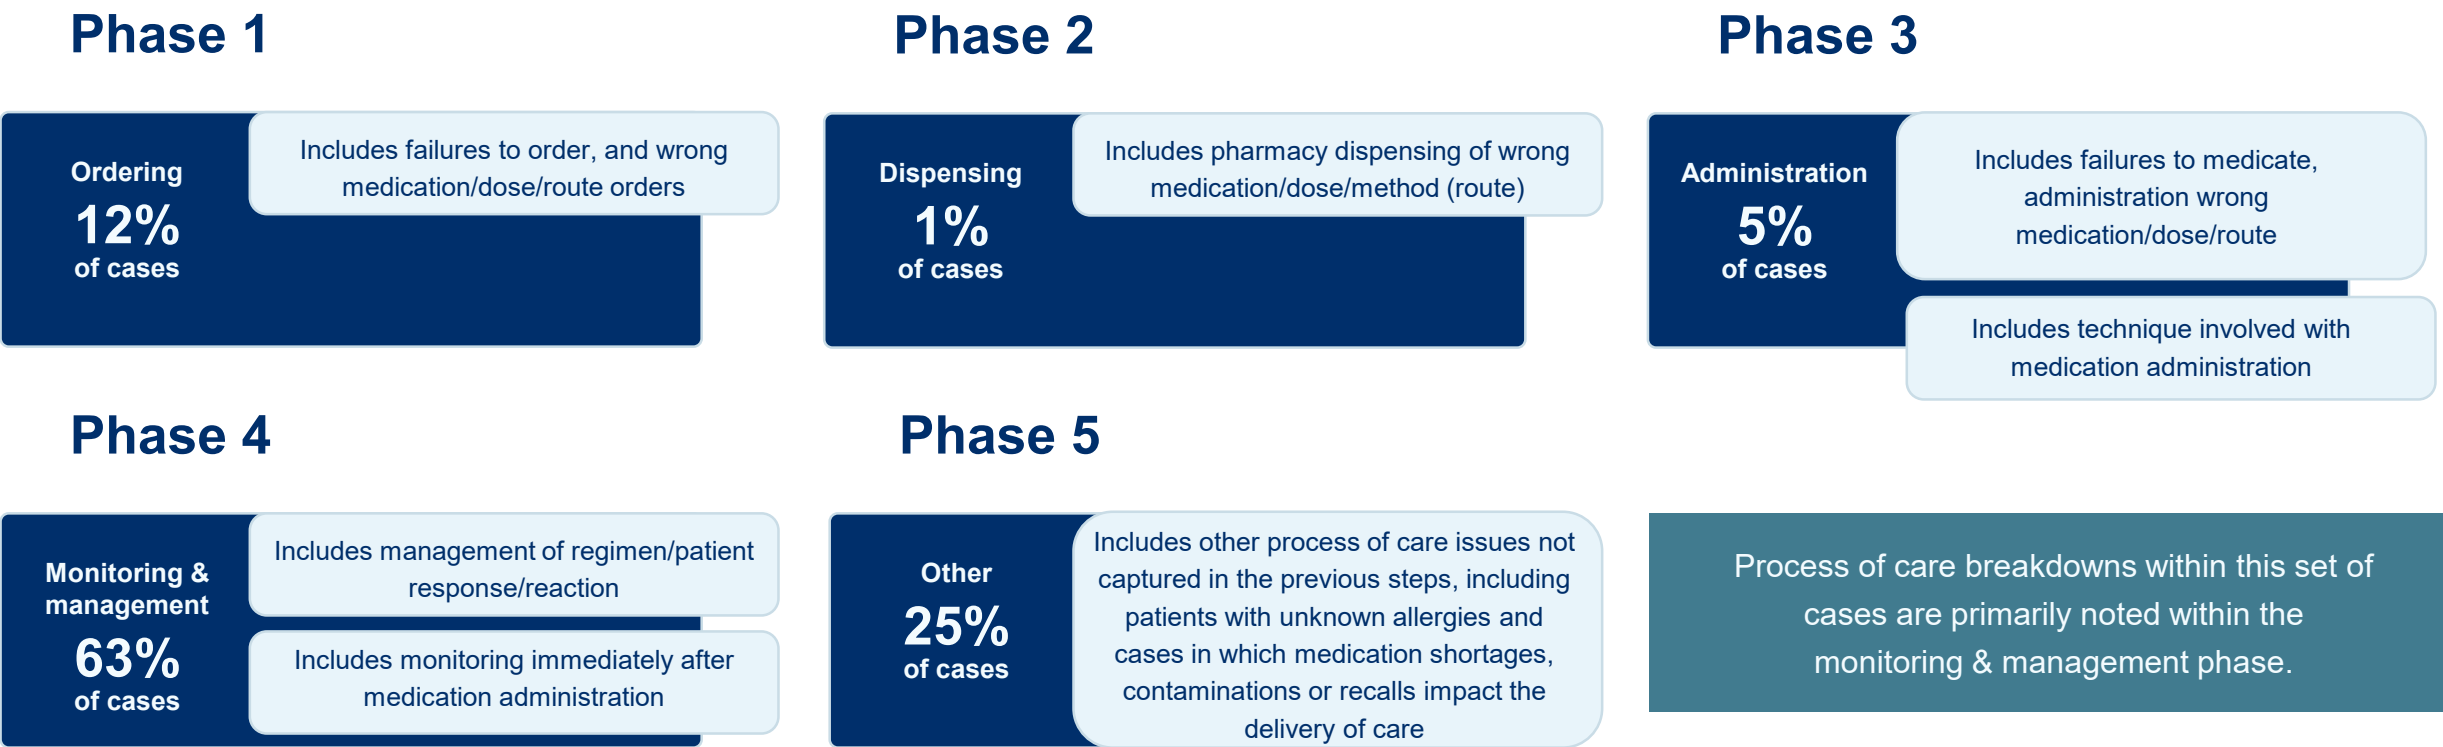 Phase 1
Ordering
12%
of cases
Includes failures to order, and wrong
medication/dose/route orders
Phase 2
Dispensing
1%
of cases
Includes pharmacy dispensing of wrong
medication/dose/method (route)
Phase 3
Administration
5%
of cases
Includes failures to medicate,
administration wrong
medication/dose/route
Includes technique involved with
medication administration
Phase 4
Monitoring &
management
63%
of cases
Includes management of regimen/patient
response/reaction
Includes monitoring immediately after
medication administration
Phase 5
Other
25%
of cases
Includes other process of care issues not
captured in the previous steps, including
patients with unknown allergies and
cases in which medication shortages,
contaminations or recalls impact the
delivery of care
Process of care breakdowns within this set of
cases are primarily noted within the
monitoring & management phase.